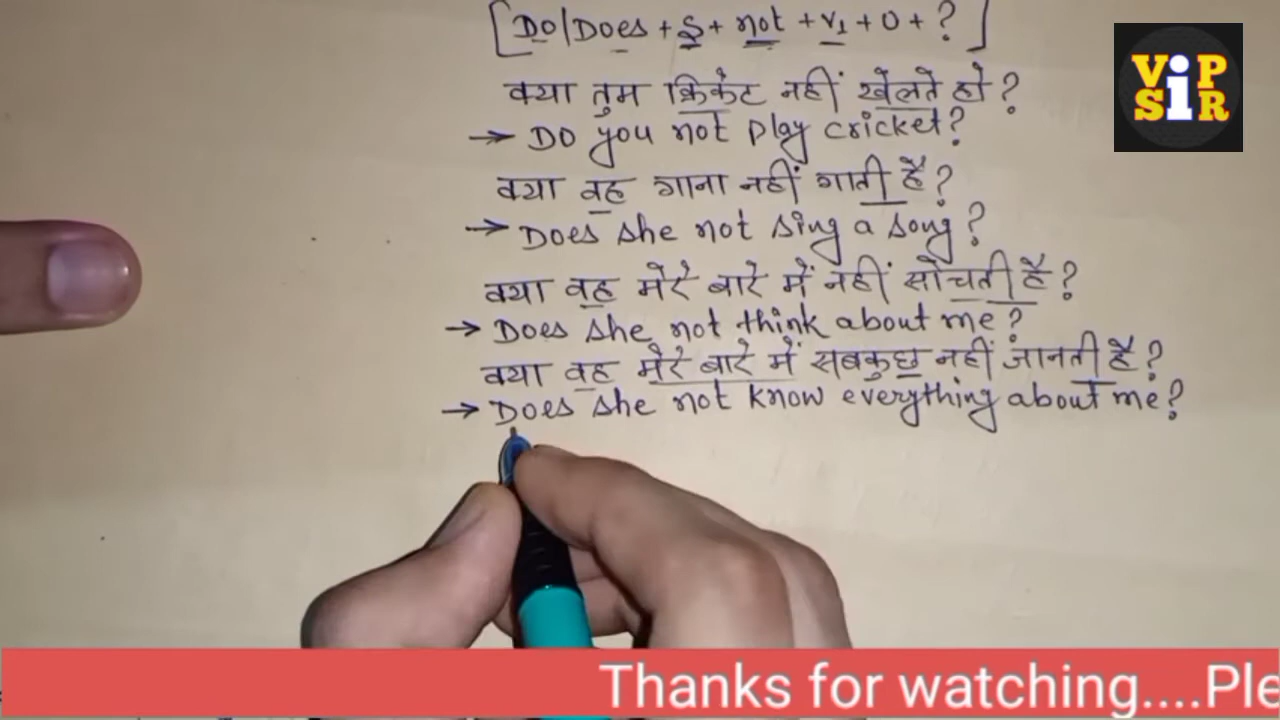 [Do/Does + S + not + V1 + O + ?]
क्या तुम क्रिकेट नहीं खेलते हो?
→ Do you not play cricket?
क्या वह गाना नहीं गाती है?
→ Does she not sing a song?
क्या वह मेरे बारे में नहीं सोचती है?
→ Does she not think about me?
क्या वह मेरे बारे में सबकुछ नहीं जानती है?
→ Does she not know everything about me?
ViP
SiR
Thanks for watching....Ple